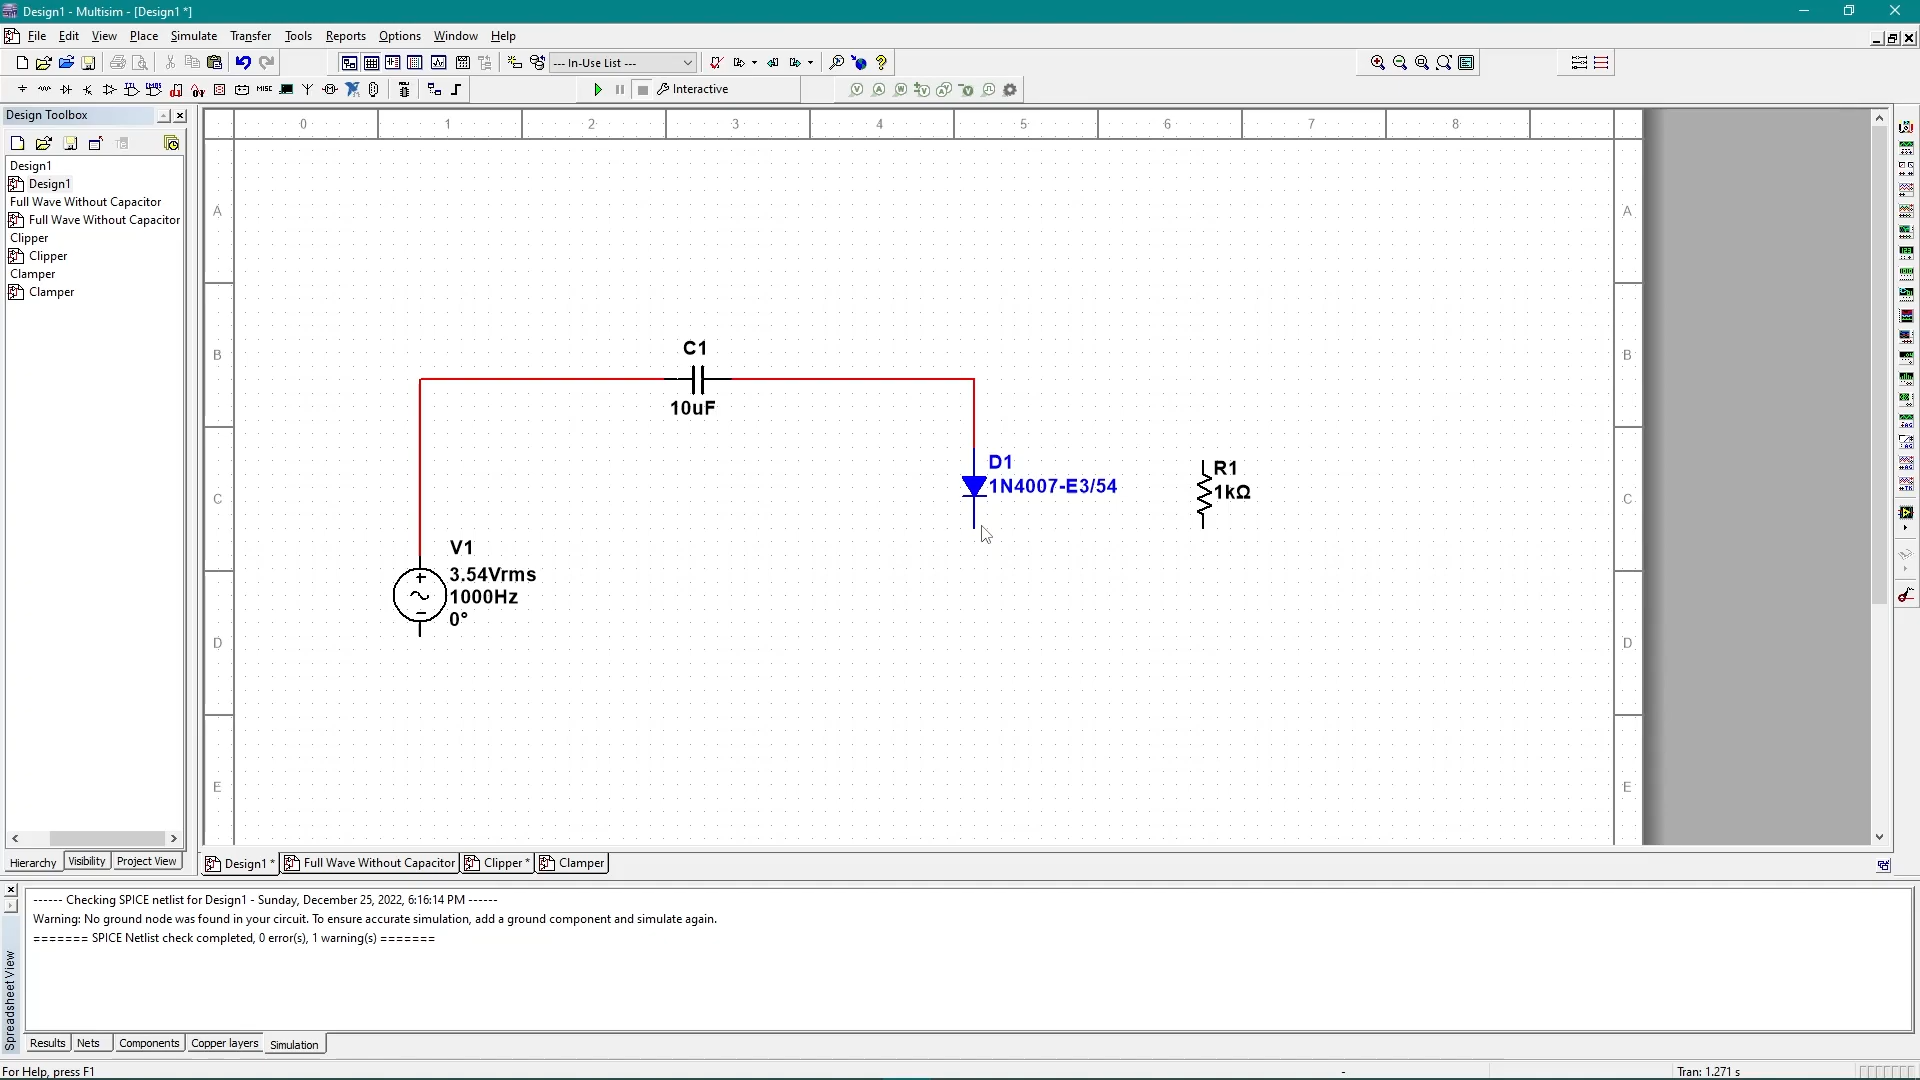 Design1 - Multisim - [Design1 *]
File Edit View Place Simulate Transfer Tools Reports Options Window Help
--- In-Use List ---
Interactive
Design Toolbox
Design1
Design1
Full Wave Without Capacitor
Full Wave Without Capacitor
Clipper
Clipper
Clamper
Clamper
Hierarchy Visibility Project View
0 1 2 3 4 5 6 7 8
A A
B B
C C
D D
E E
C1
10uF
D1
1N4007-E3/54
R1
1kΩ
V1
3.54Vrms
1000Hz
0°
Design1 * Full Wave Without Capacitor Clipper * Clamper
------ Checking SPICE netlist for Design1 - Sunday, December 25, 2022, 6:16:14 PM ------
Warning: No ground node was found in your circuit. To ensure accurate simulation, add a ground component and simulate again.
======= SPICE Netlist check completed, 0 error(s), 1 warning(s) =======
Spreadsheet View
Results Nets Components Copper layers Simulation
For Help, press F1 - Tran: 1.271 s